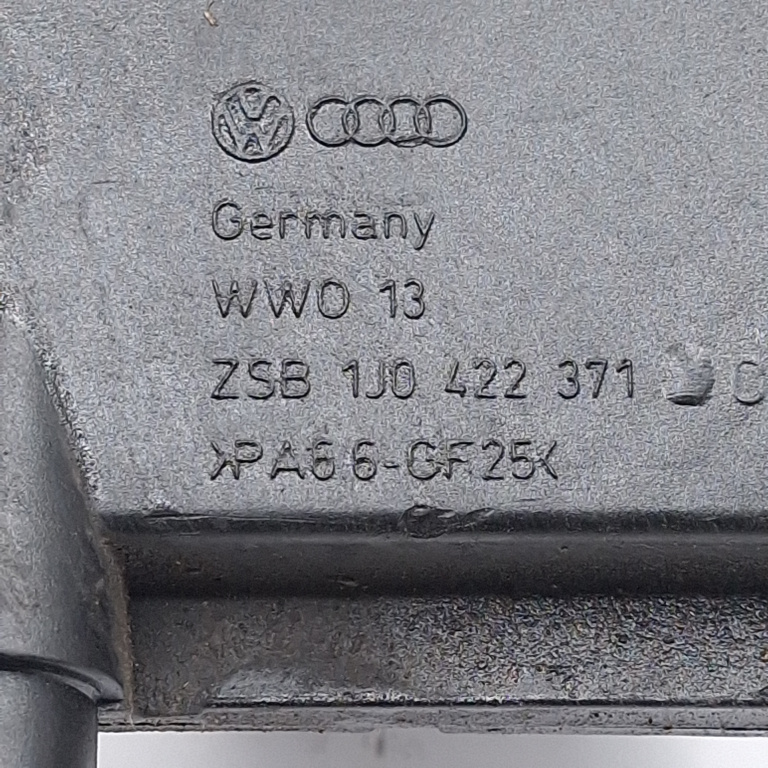 Germany
WWO 13
ZSB 1J0 422 371 C
>PA66-GF25<